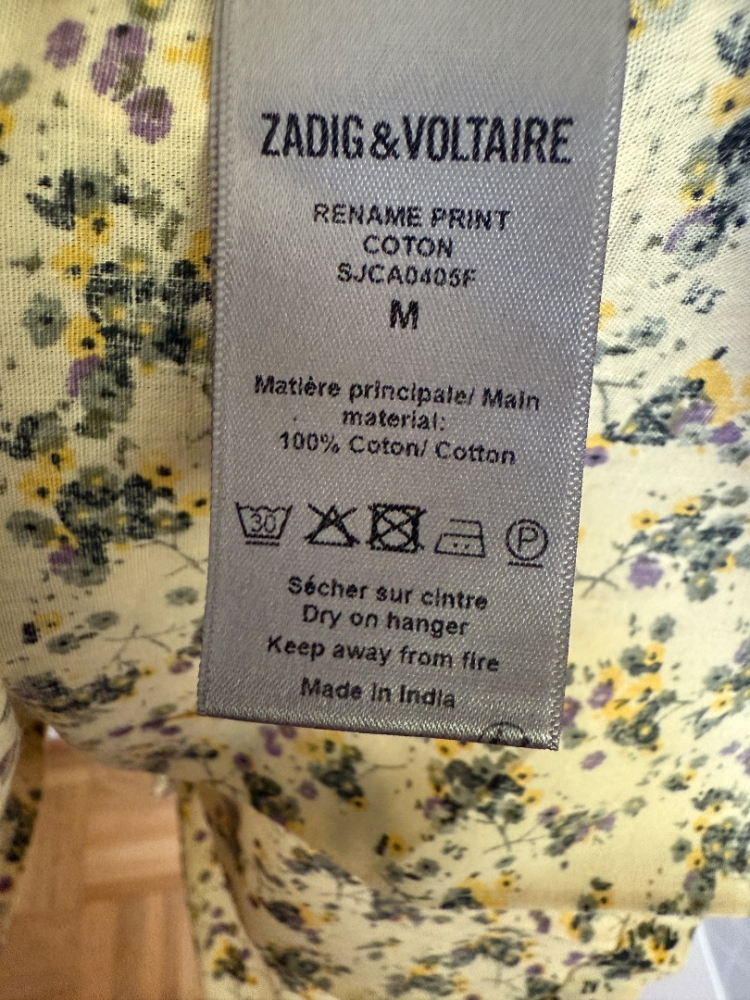 ZADIG&VOLTAIRE
RENAME PRINT
COTON
SJCA0405F
M
Matière principale/ Main
material:
100% Coton/ Cotton
30 P
Sécher sur cintre
Dry on hanger
Keep away from fire
Made in India